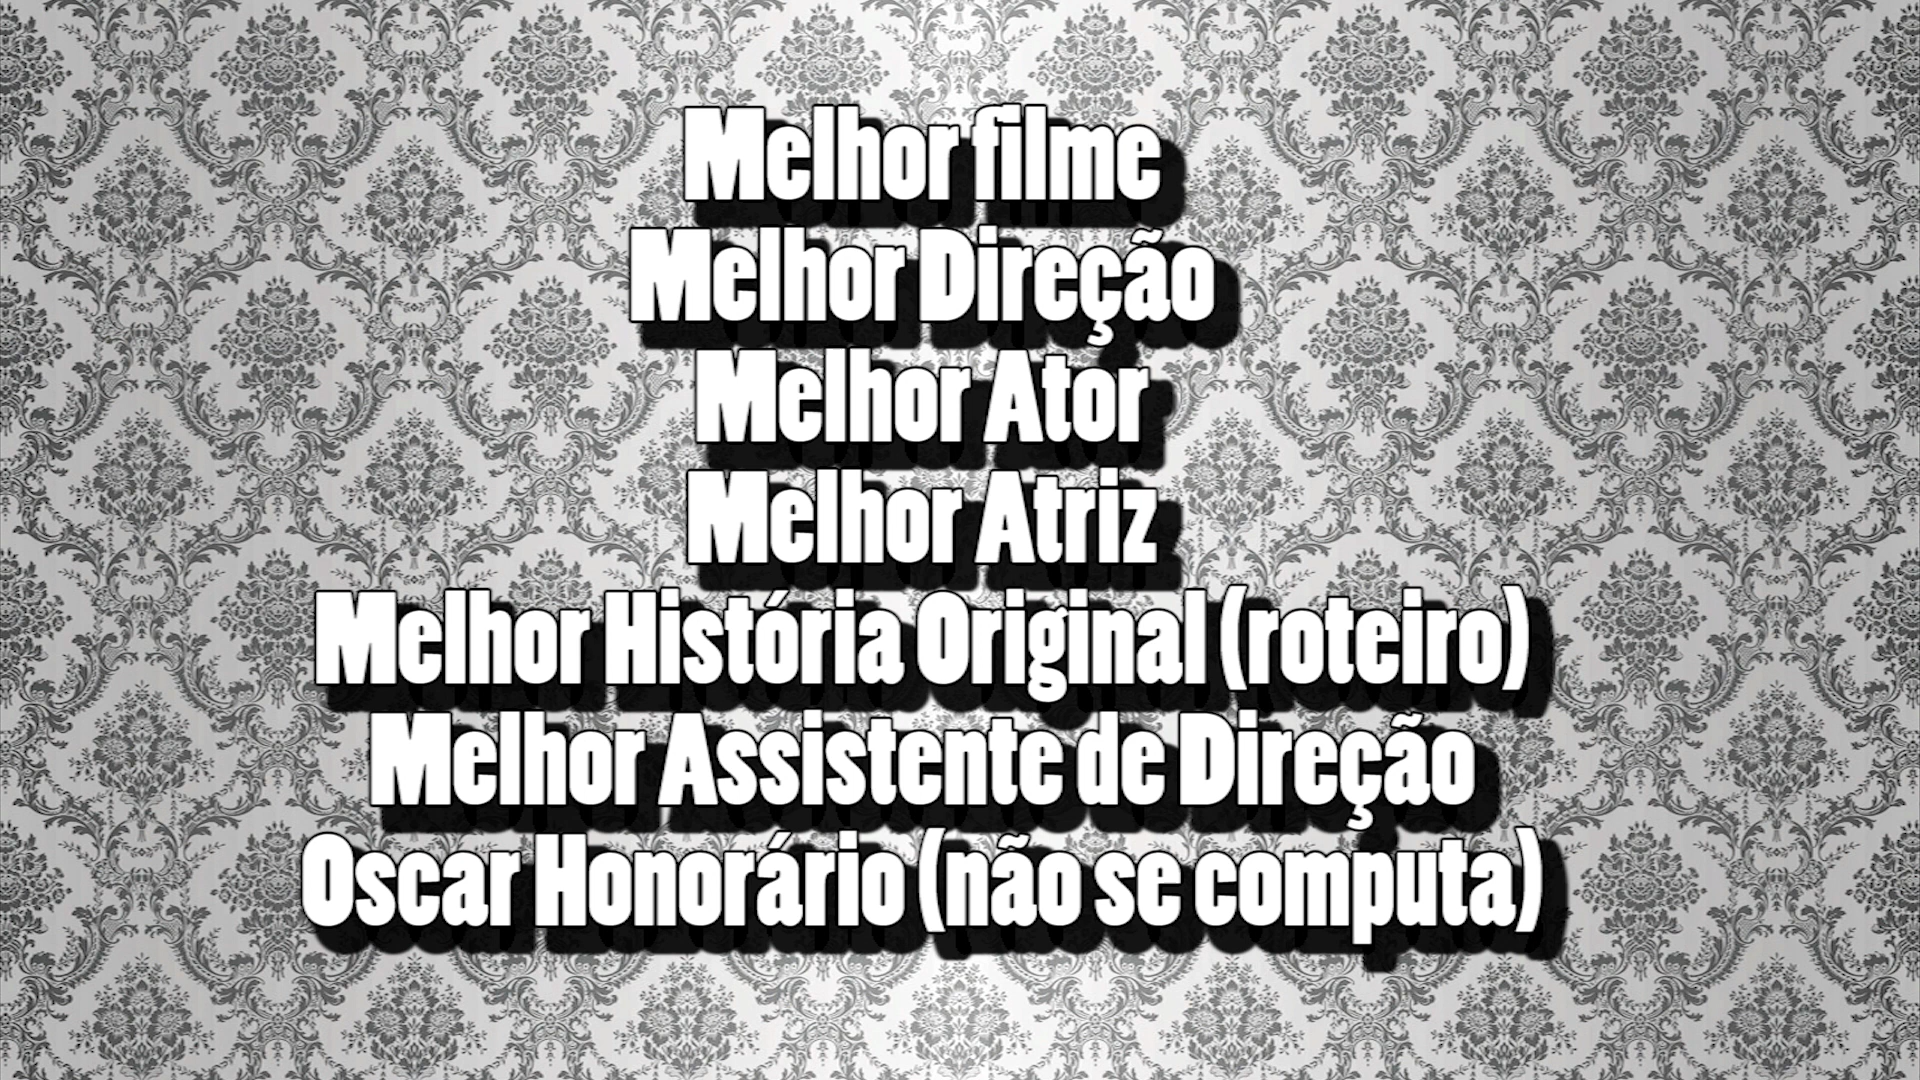 Melhor filme
Melhor Direção
Melhor Ator
Melhor Atriz
Melhor História Original (roteiro)
Melhor Assistente de Direção
Oscar Honorário (não se computa)